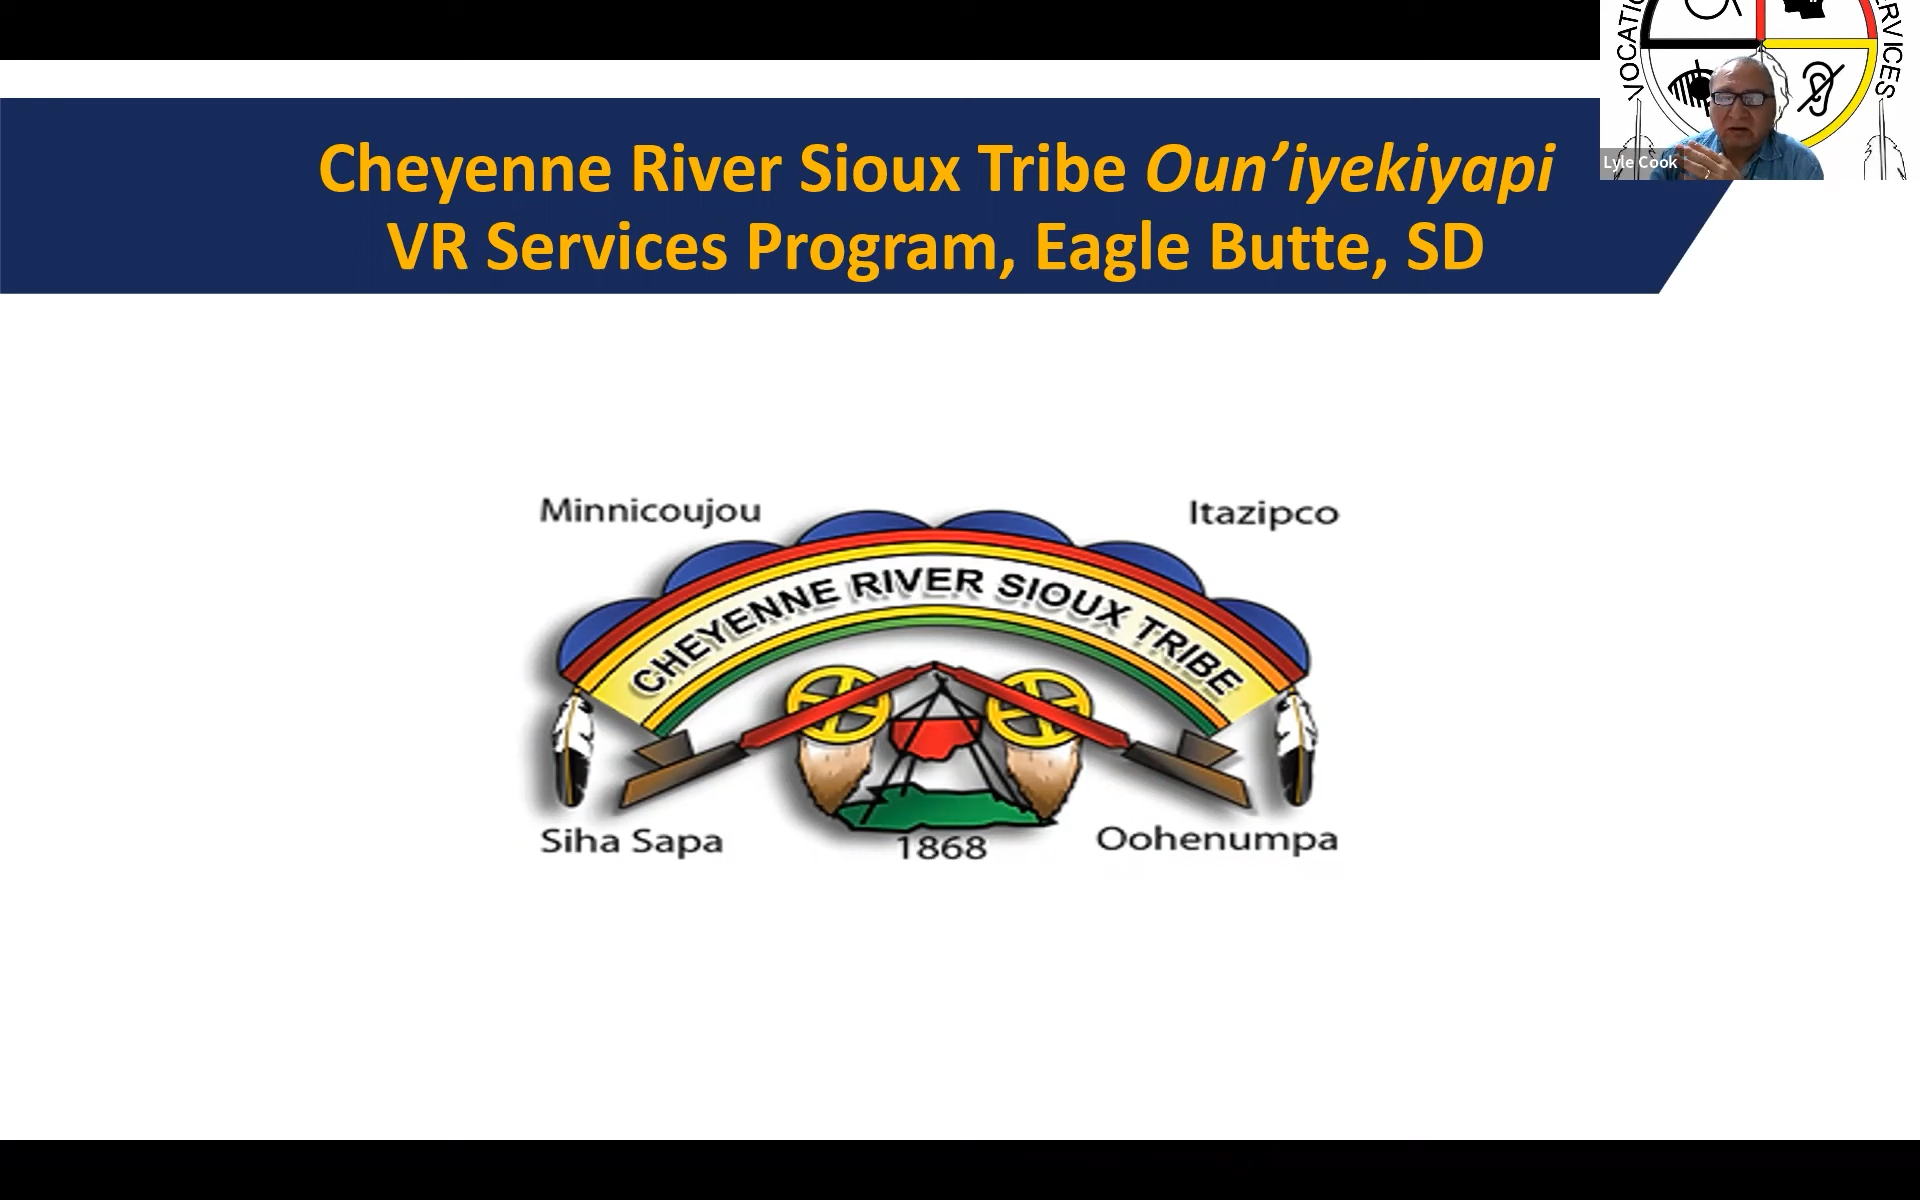 Cheyenne River Sioux Tribe Oun’iyekiyapi
VR Services Program, Eagle Butte, SD
Lyle Cook
Minnicoujou
Itazipco
CHEYENNE RIVER SIOUX TRIBE
Siha Sapa
1868
Oohenumpa